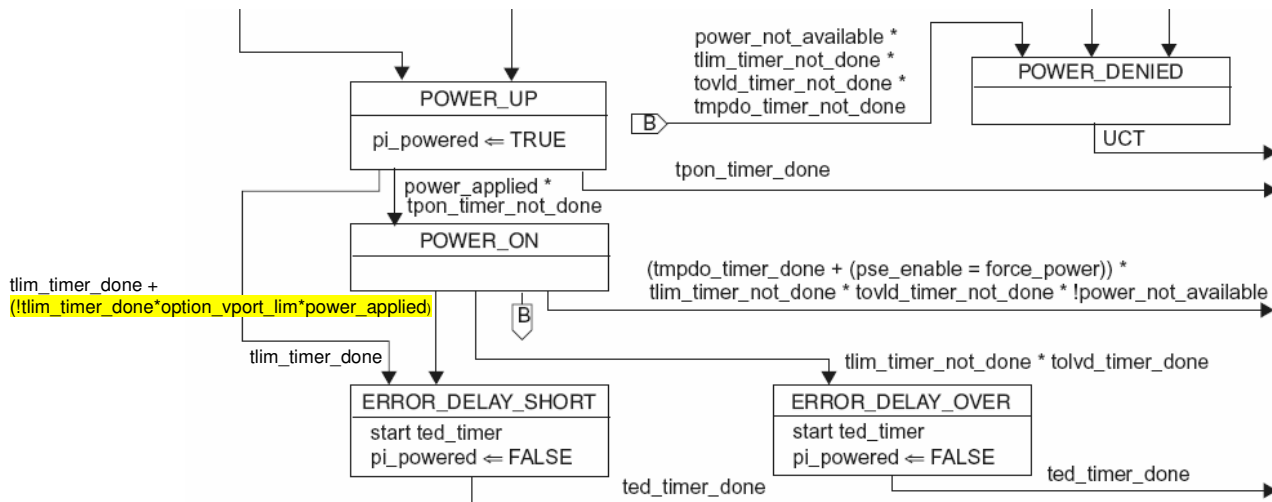 power_not_available *
tlim_timer_not_done *
tovld_timer_not_done *
tmpdo_timer_not_done
B
POWER_DENIED
UCT
POWER_UP
pi_powered ⇐ TRUE
tpon_timer_done
power_applied *
tpon_timer_not_done
POWER_ON
tlim_timer_done +
(!tlim_timer_done*option_vport_lim*power_applied)
(tmpdo_timer_done + (pse_enable = force_power)) *
tlim_timer_not_done * tovld_timer_not_done * !power_not_available
B
tlim_timer_done
tlim_timer_not_done * tolvd_timer_done
ERROR_DELAY_SHORT
start ted_timer
pi_powered ⇐ FALSE
ted_timer_done
ERROR_DELAY_OVER
start ted_timer
pi_powered ⇐ FALSE
ted_timer_done